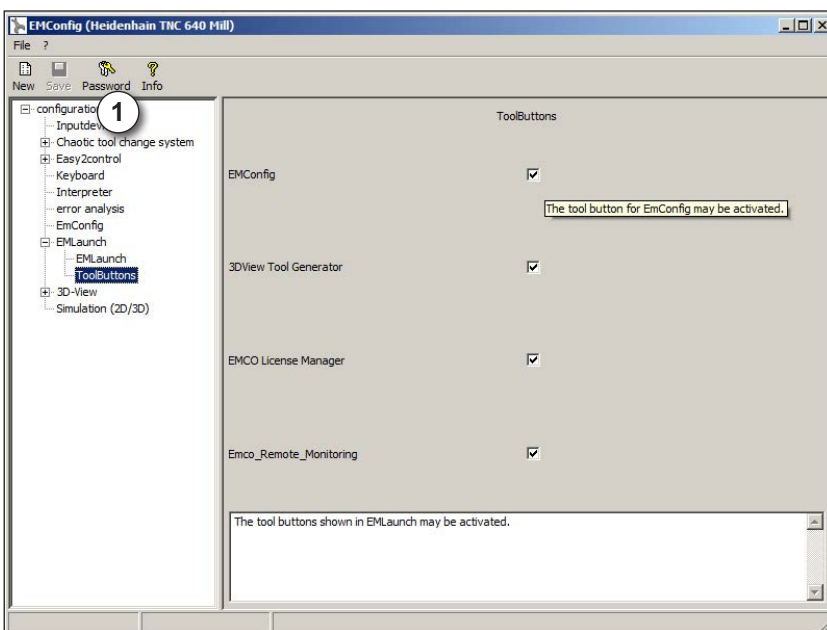 EMConfig (Heidenhain TNC 640 Mill)
File ?
New Save Password Info
configuration
1
Inputdev
Chaotic tool change system
Easy2control
Keyboard
Interpreter
error analysis
EmConfig
EMLaunch
EMLaunch
ToolButtons
3D-View
Simulation (2D/3D)
ToolButtons
EMConfig
The tool button for EmConfig may be activated.
3DView Tool Generator
EMCO License Manager
Emco_Remote_Monitoring
The tool buttons shown in EMLaunch may be activated.